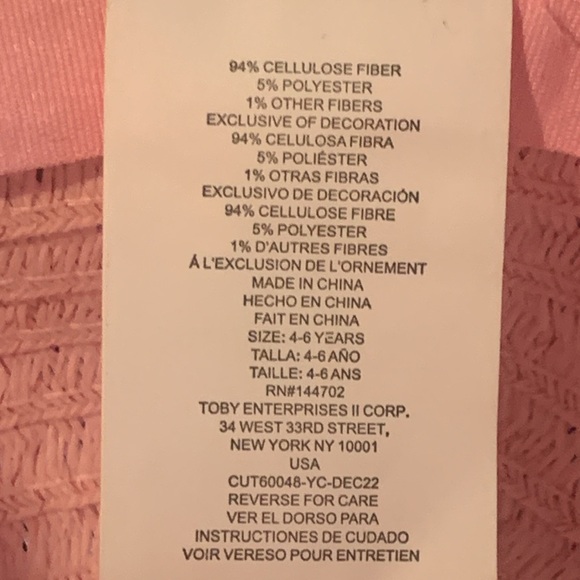 94% CELLULOSE FIBER
5% POLYESTER
1% OTHER FIBERS
EXCLUSIVE OF DECORATION
94% CELULOSA FIBRA
5% POLIÉSTER
1% OTRAS FIBRAS
EXCLUSIVO DE DECORACIÓN
94% CELLULOSE FIBRE
5% POLYESTER
1% D'AUTRES FIBRES
Á L'EXCLUSION DE L'ORNEMENT
MADE IN CHINA
HECHO EN CHINA
FAIT EN CHINA
SIZE: 4-6 YEARS
TALLA: 4-6 AÑO
TAILLE: 4-6 ANS
RN#144702
TOBY ENTERPRISES II CORP.
34 WEST 33RD STREET,
NEW YORK NY 10001
USA
CUT60048-YC-DEC22
REVERSE FOR CARE
VER EL DORSO PARA
INSTRUCTIONES DE CUDADO
VOIR VERESO POUR ENTRETIEN